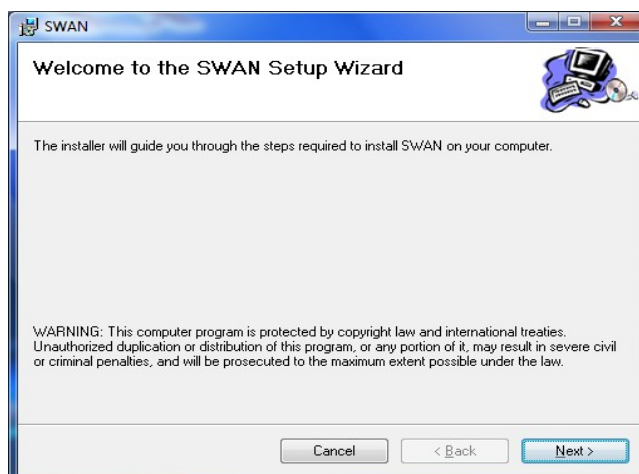 SWAN
Welcome to the SWAN Setup Wizard
The installer will guide you through the steps required to install SWAN on your computer.
WARNING: This computer program is protected by copyright law and international treaties.
Unauthorized duplication or distribution of this program, or any portion of it, may result in severe civil
or criminal penalties, and will be prosecuted to the maximum extent possible under the law.
Cancel < Back Next >